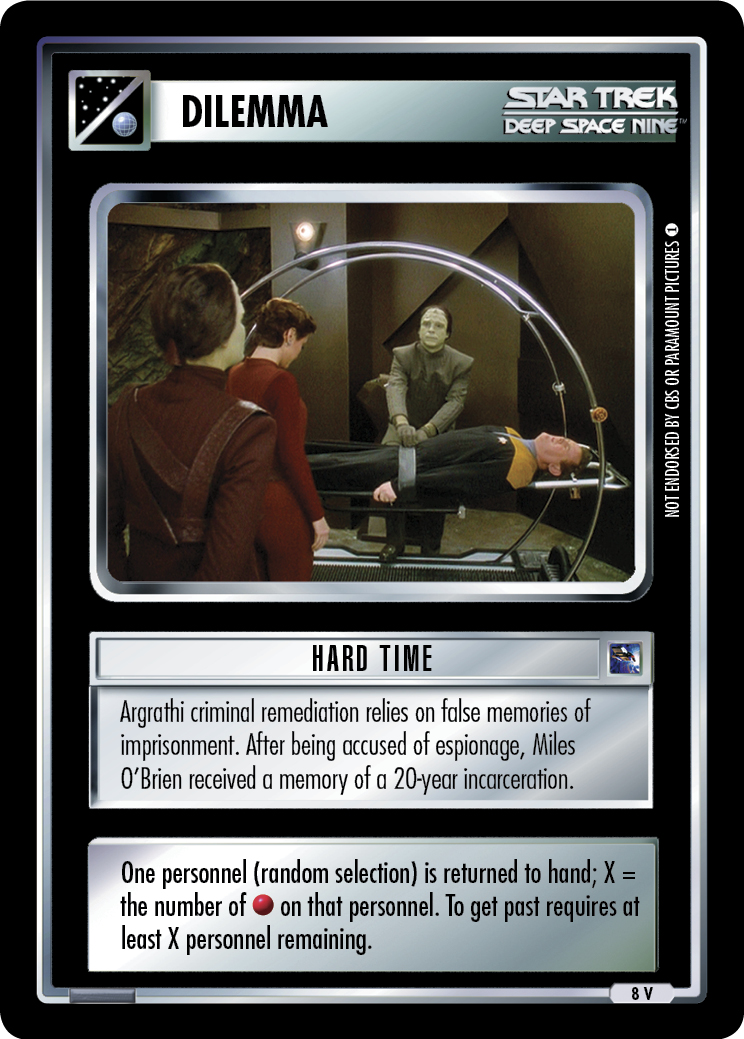 DILEMMA
STAR TREK
DEEP SPACE NINE™
NOT ENDORSED BY CBS OR PARAMOUNT PICTURES 1
HARD TIME
Argrathi criminal remediation relies on false memories of
imprisonment. After being accused of espionage, Miles
O'Brien received a memory of a 20-year incarceration.
One personnel (random selection) is returned to hand; X =
the number of on that personnel. To get past requires at
least X personnel remaining.
8 V